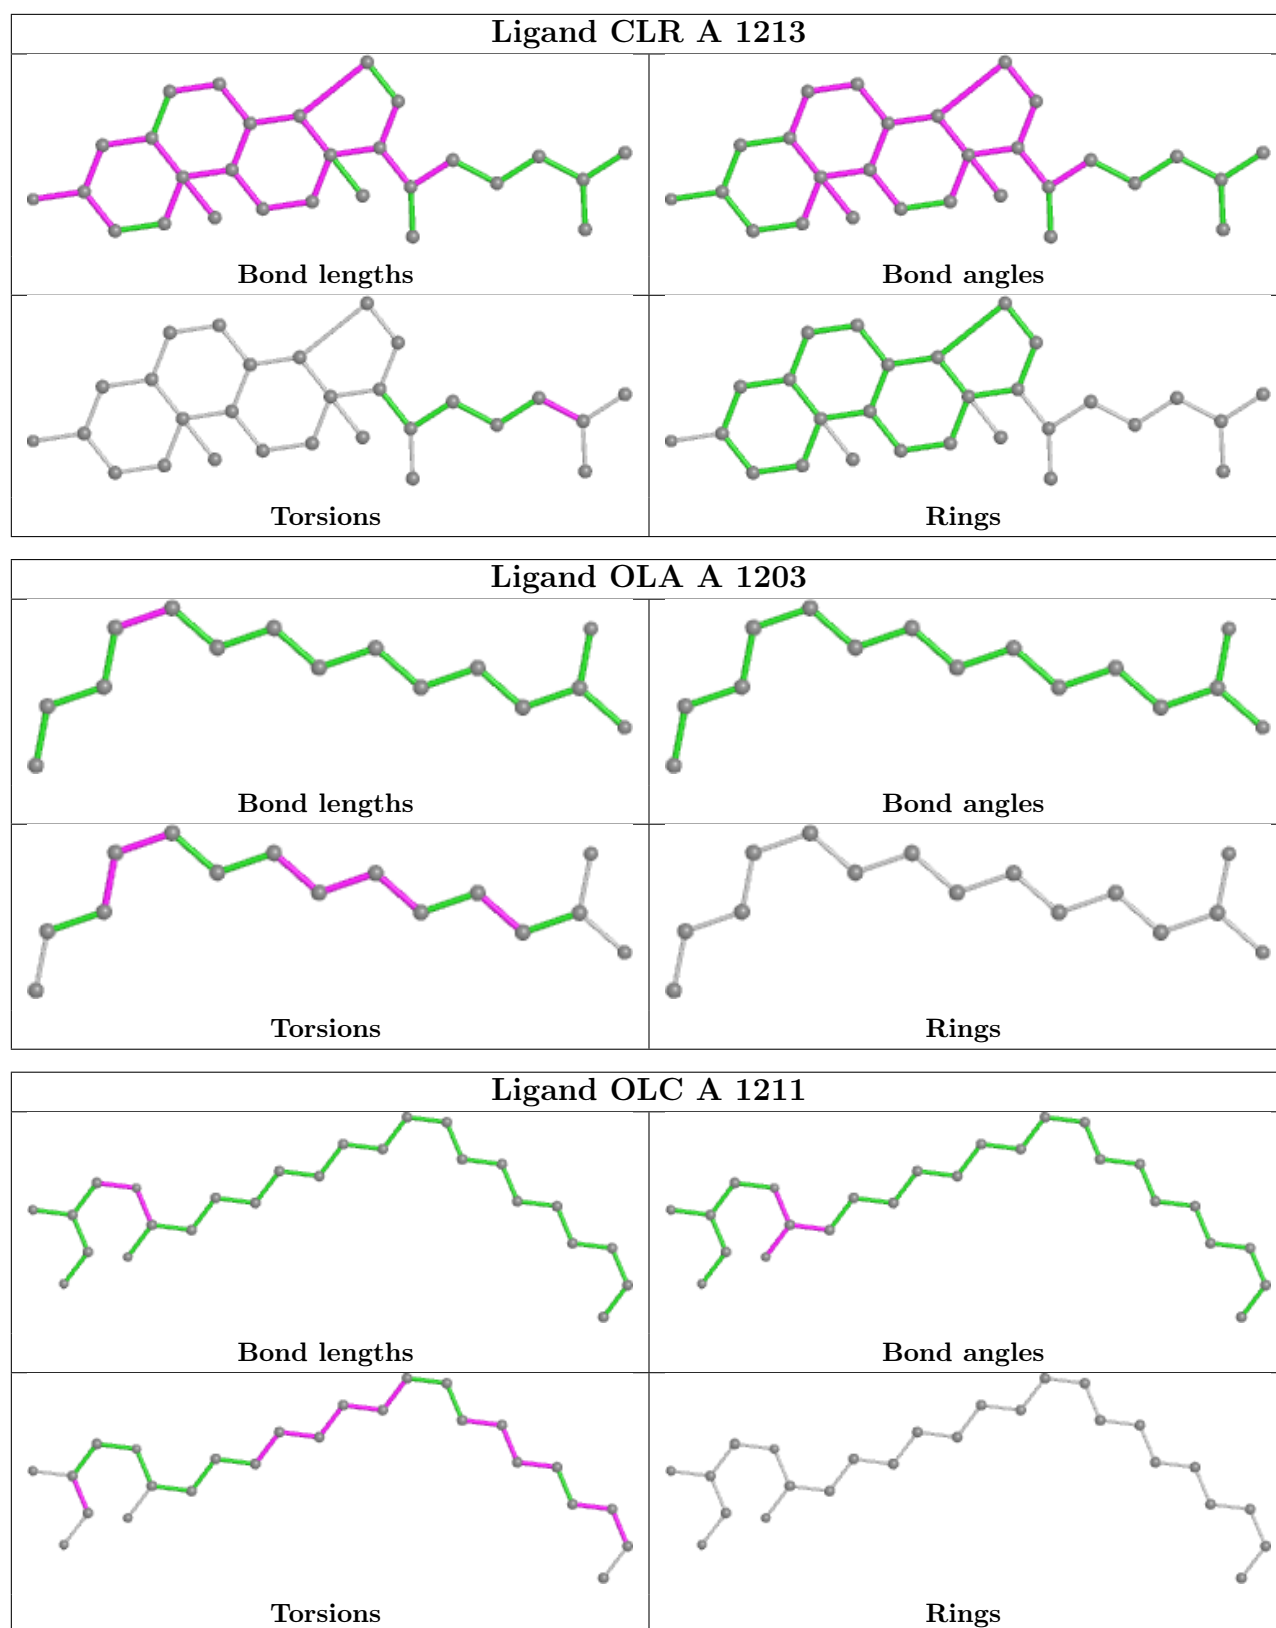 Ligand CLR A 1213
Bond lengths
Bond angles
Torsions
Rings
Ligand OLA A 1203
Bond lengths
Bond angles
Torsions
Rings
Ligand OLC A 1211
Bond lengths
Bond angles
Torsions
Rings